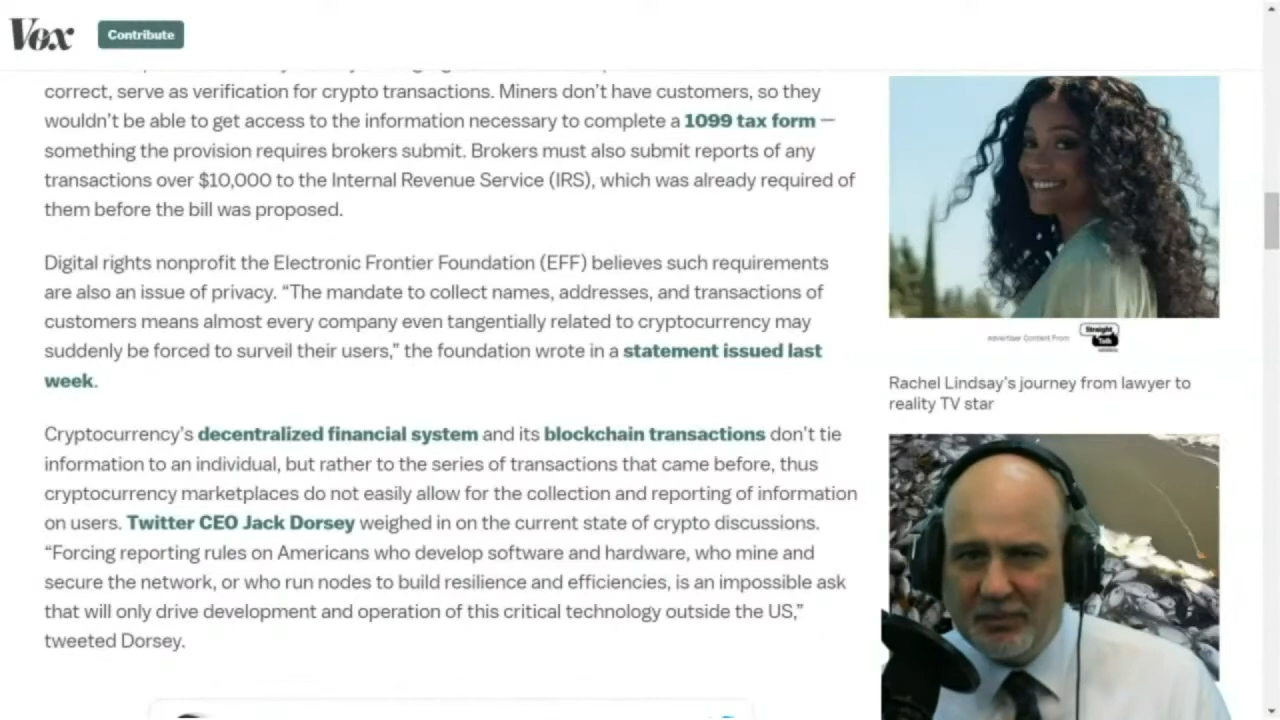 Vox
Contribute
correct, serve as verification for crypto transactions. Miners don’t have customers, so they
wouldn’t be able to get access to the information necessary to complete a 1099 tax form —
something the provision requires brokers submit. Brokers must also submit reports of any
transactions over $10,000 to the Internal Revenue Service (IRS), which was already required of
them before the bill was proposed.
Digital rights nonprofit the Electronic Frontier Foundation (EFF) believes such requirements
are also an issue of privacy. “The mandate to collect names, addresses, and transactions of
customers means almost every company even tangentially related to cryptocurrency may
suddenly be forced to surveil their users,” the foundation wrote in a statement issued last
week.
Cryptocurrency’s decentralized financial system and its blockchain transactions don’t tie
information to an individual, but rather to the series of transactions that came before, thus
cryptocurrency marketplaces do not easily allow for the collection and reporting of information
on users. Twitter CEO Jack Dorsey weighed in on the current state of crypto discussions.
“Forcing reporting rules on Americans who develop software and hardware, who mine and
secure the network, or who run nodes to build resilience and efficiencies, is an impossible ask
that will only drive development and operation of this critical technology outside the US,”
tweeted Dorsey.
Advertiser Content From
Straight
Talk
Rachel Lindsay’s journey from lawyer to
reality TV star